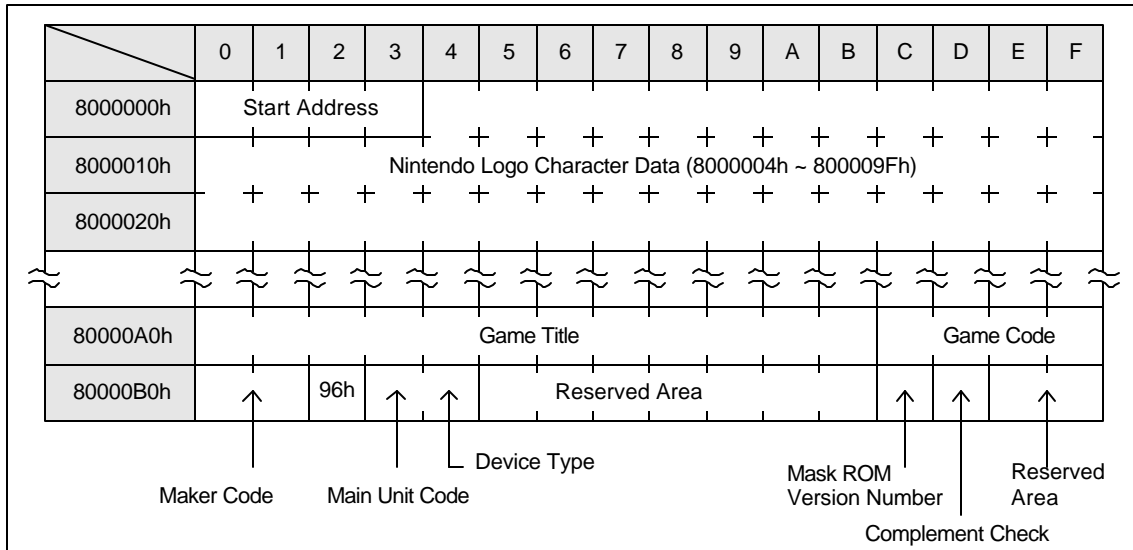 0 1 2 3 4 5 6 7 8 9 A B C D E F
8000000h Start Address
8000010h Nintendo Logo Character Data (8000004h ~ 800009Fh)
8000020h
80000A0h Game Title Game Code
80000B0h 96h Reserved Area
Device Type
Maker Code Main Unit Code
Mask ROM
Version Number
Reserved
Area
Complement Check